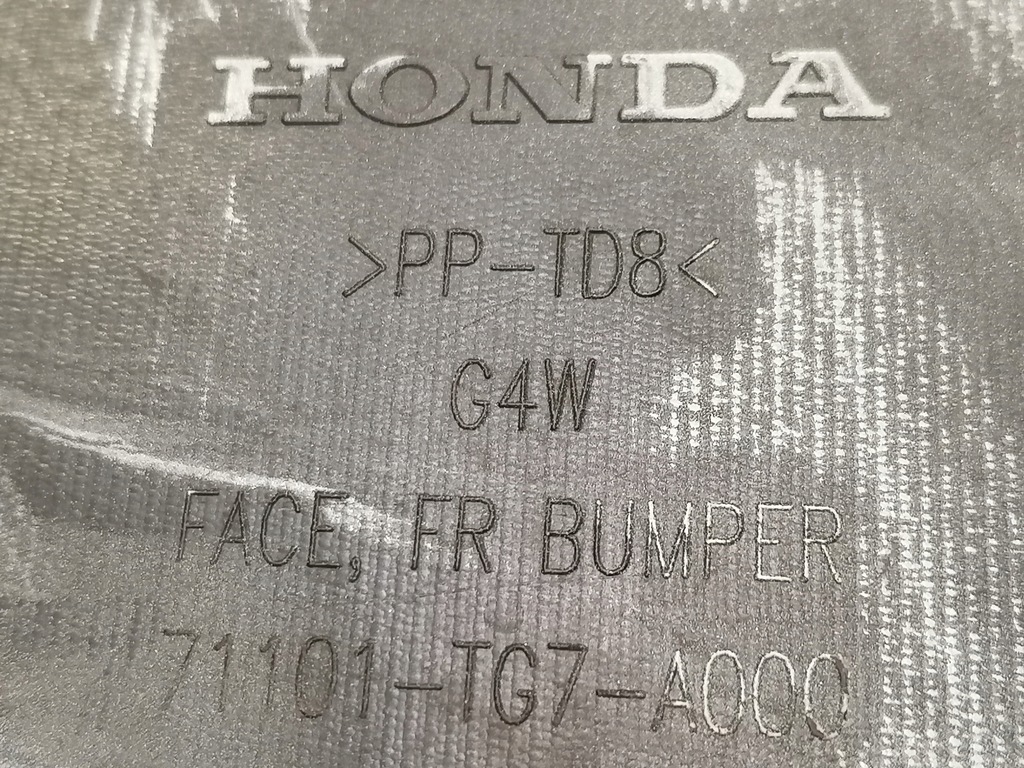 HONDA
>PP-TD8<
G4W
FACE, FR BUMPER
71101-TG7-A000